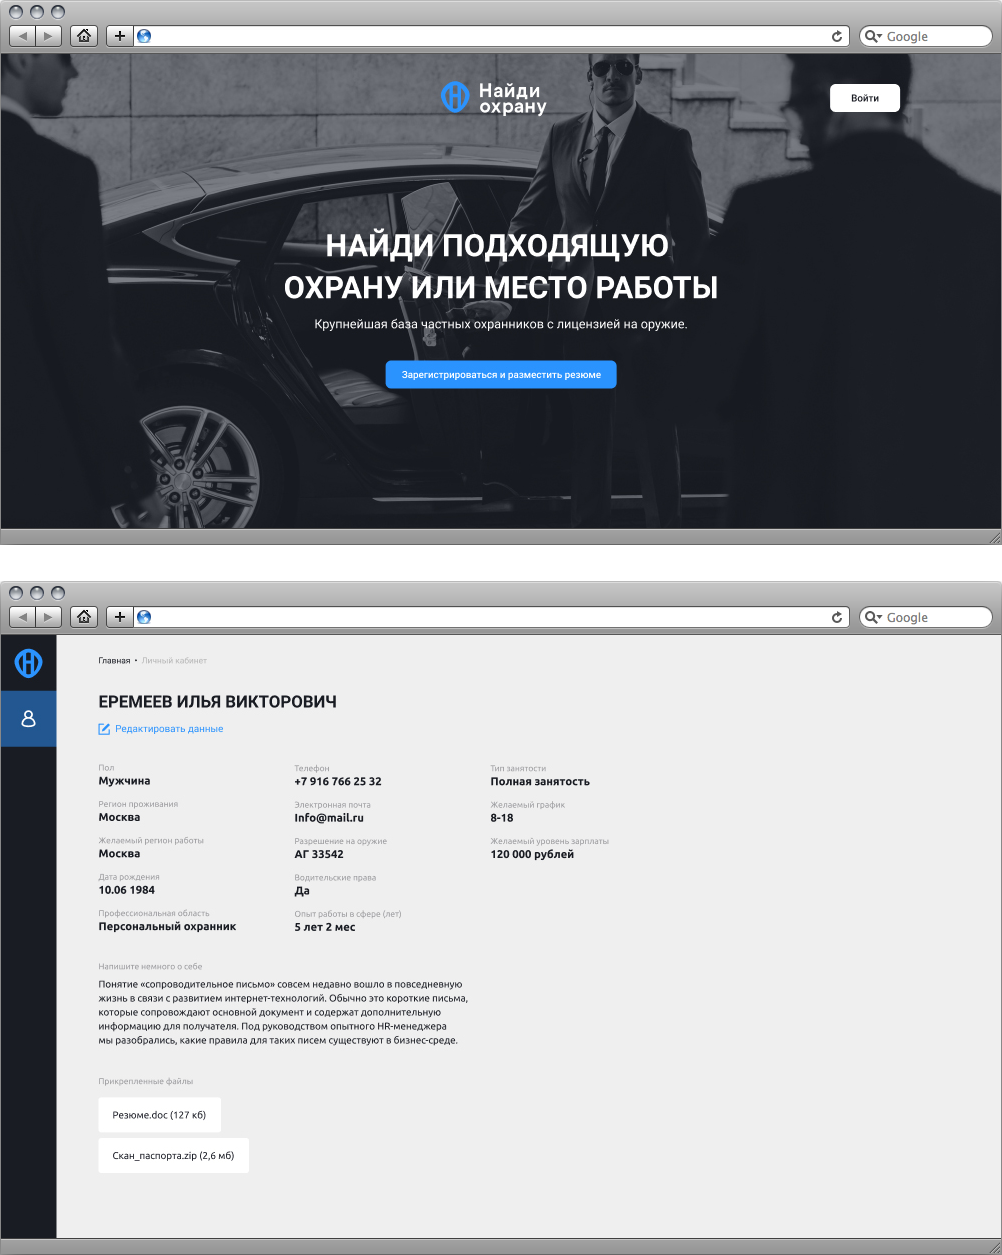 Google
Найди
охрану
Войти
НАЙДИ ПОДХОДЯЩУЮ
ОХРАНУ ИЛИ МЕСТО РАБОТЫ
Крупнейшая база частных охранников с лицензией на оружие.
Зарегистрироваться и разместить резюме
Google
Главная • Личный кабинет
ЕРЕМЕЕВ ИЛЬЯ ВИКТОРОВИЧ
Редактировать данные
Пол
Мужчина
Регион проживания
Москва
Желаемый регион работы
Москва
Дата рождения
10.06 1984
Профессиональная область
Персональный охранник
Телефон
+7 916 766 25 32
Электронная почта
Info@mail.ru
Разрешение на оружие
АГ 33542
Водительские права
Да
Опыт работы в сфере (лет)
5 лет 2 мес
Тип занятости
Полная занятость
Желаемый график
8-18
Желаемый уровень зарплаты
120 000 рублей
Напишите немного о себе
Понятие «сопроводительное письмо» совсем недавно вошло в повседневную
жизнь в связи с развитием интернет-технологий. Обычно это короткие письма,
которые сопровождают основной документ и содержат дополнительную
информацию для получателя. Под руководством опытного HR-менеджера
мы разобрались, какие правила для таких писем существуют в бизнес-среде.
Прикрепленные файлы
Резюме.doc (127 кб)
Скан_паспорта.zip (2,6 мб)